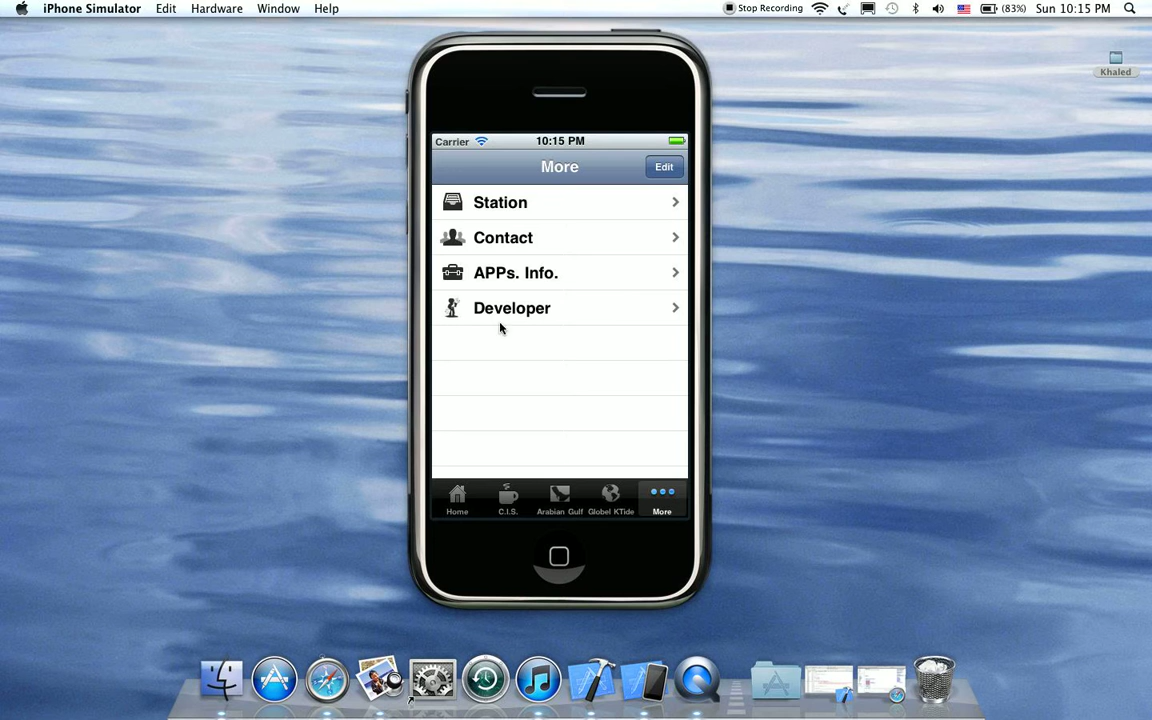 iPhone Simulator Edit Hardware Window Help Stop Recording (83%) Sun 10:15 PM
Khaled
Carrier 10:15 PM
More Edit
Station
Contact
APPs. Info.
Developer
Home C.I.S. Arabian Gulf Globel KTide More